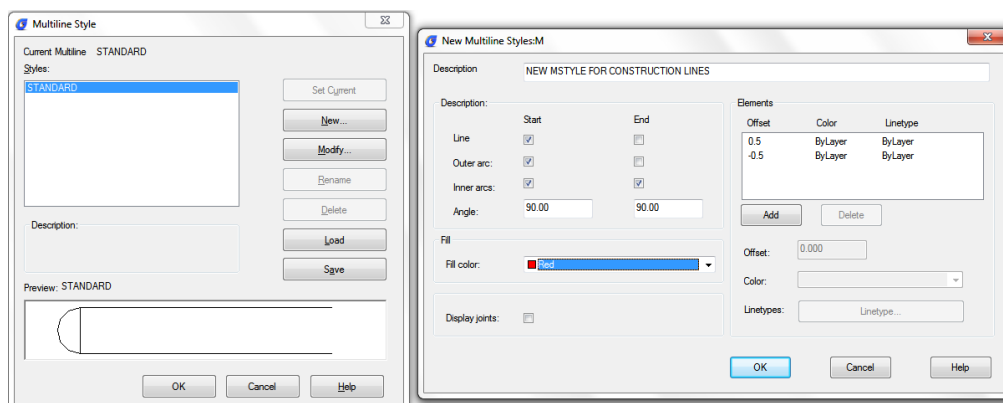 Multiline Style
Current Multiline STANDARD
Styles:
STANDARD
Set Current
New...
Modify...
Rename
Delete
Description:
Load
Save
Preview: STANDARD
OK Cancel Help
New Multiline Styles:M
Description NEW MSTYLE FOR CONSTRUCTION LINES
Description:
Start End
Line
Outer arc:
Inner arcs:
Angle: 90.00 90.00
Fill
Fill color: Red
Display joints:
Elements
Offset Color Linetype
0.5 ByLayer ByLayer
-0.5 ByLayer ByLayer
Add Delete
Offset: 0.000
Color:
Linetypes: Linetype...
OK Cancel Help